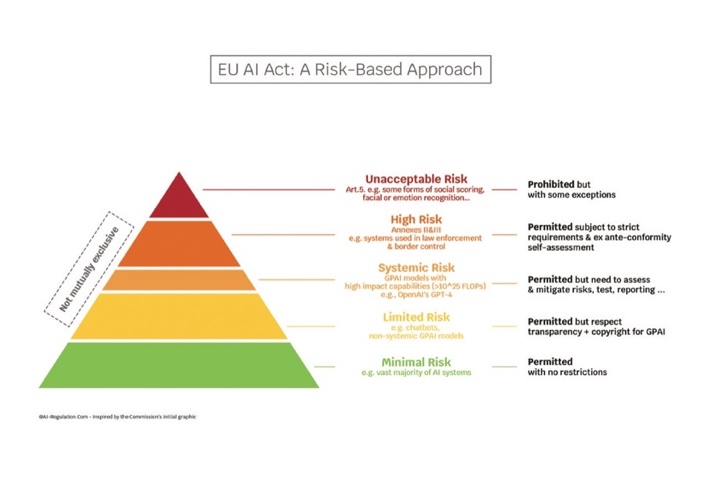 EU AI Act: A Risk-Based Approach
Not mutually exclusive
Unacceptable Risk
Art.5. e.g. some forms of social scoring,
facial or emotion recognition...
Prohibited but
with some exceptions
High Risk
Annexes II&III
e.g. systems used in law enforcement
& border control
Permitted subject to strict
requirements & ex ante-conformity
self-assessment
Systemic Risk
GPAI models with
high impact capabilities (>10^25 FLOPs)
e.g., OpenAI's GPT-4
Permitted but need to assess
& mitigate risks, test, reporting ...
Limited Risk
e.g. chatbots,
non-systemic GPAI models
Permitted but respect
transparency + copyright for GPAI
Minimal Risk
e.g. vast majority of AI systems
Permitted
with no restrictions
©AI-Regulation.Com - Inspired by the Commission's initial graphic